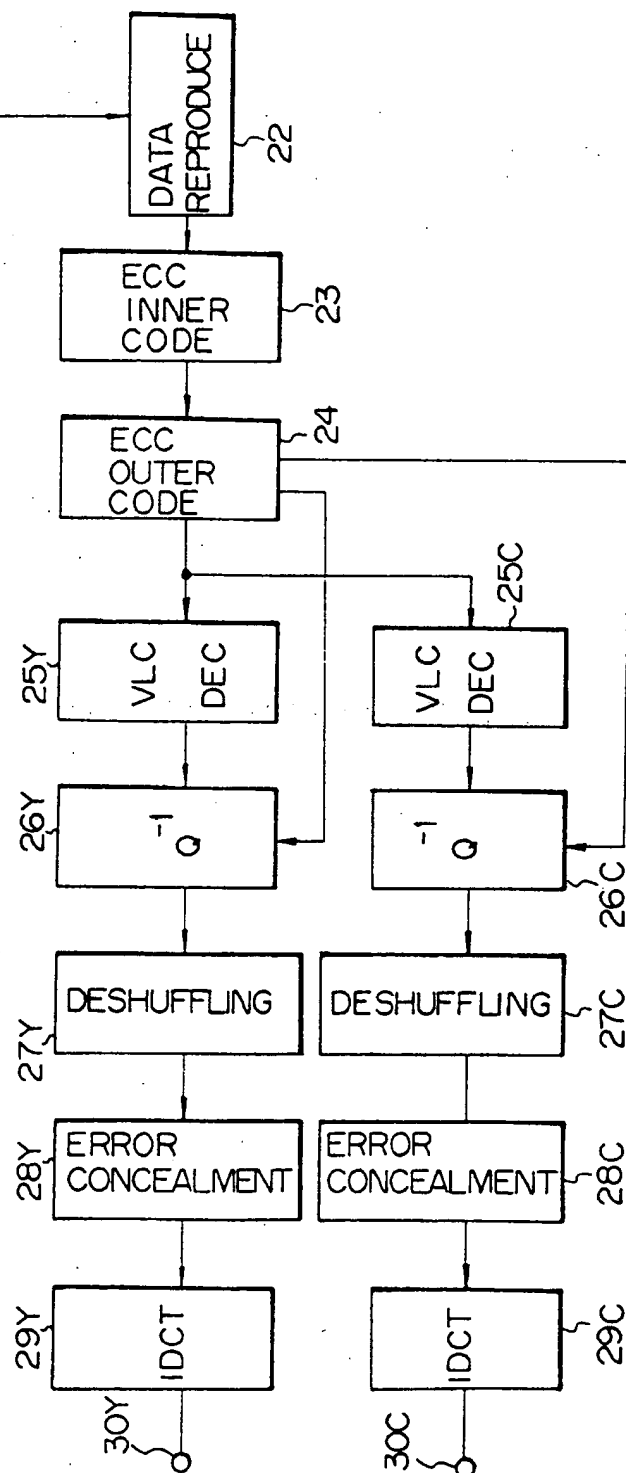 DATA
REPRODUCE
22
ECC
INNER
CODE
23
ECC
OUTER
CODE
24
25Y
VLC
DEC
25C
VLC
DEC
26Y
Q⁻¹
26C
Q⁻¹
27Y
DESHUFFLING
27C
DESHUFFLING
28Y
ERROR
CONCEALMENT
28C
ERROR
CONCEALMENT
29Y
IDCT
29C
IDCT
30Y
30C